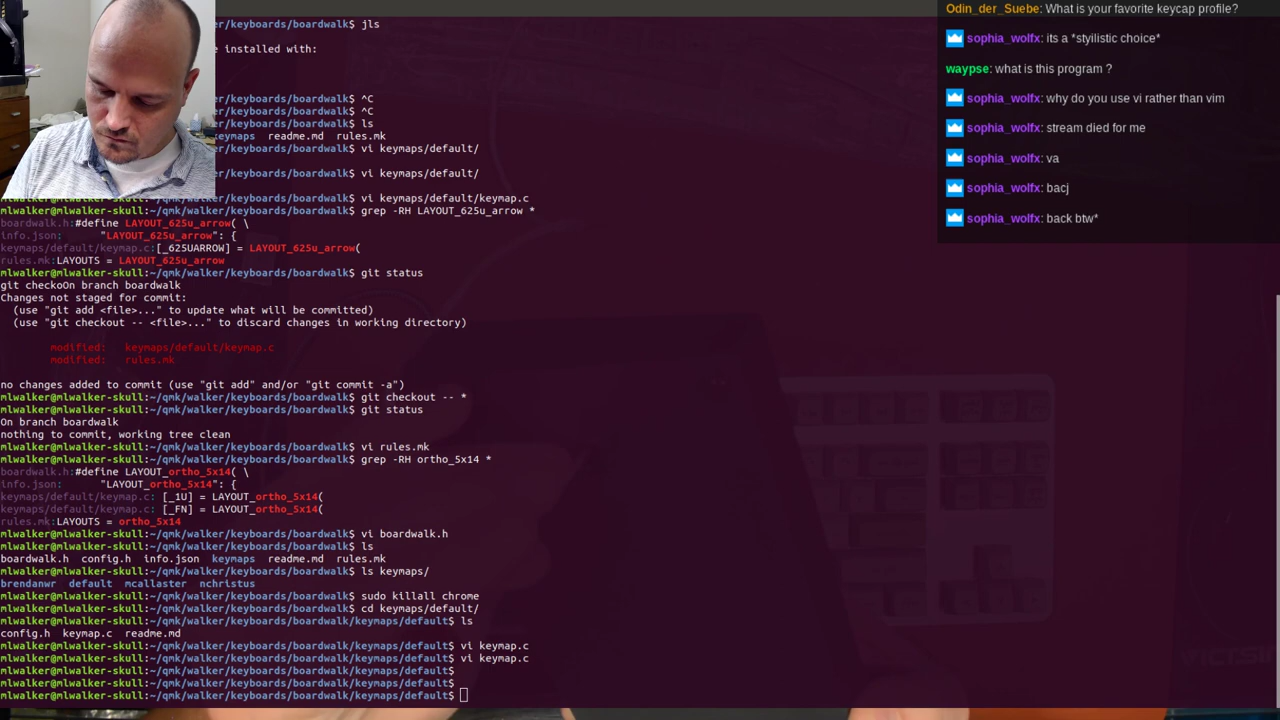 er/keyboards/boardwalk$ jls
e installed with:
er/keyboards/boardwalk$ ^C
er/keyboards/boardwalk$ ^C
er/keyboards/boardwalk$ ls
keymaps  readme.md  rules.mk
er/keyboards/boardwalk$ vi keymaps/default/
er/keyboards/boardwalk$ vi keymaps/default/
er/keyboards/boardwalk$ vi keymaps/default/keymap.c
mlwalker@mlwalker-skull:~/qmk/walker/keyboards/boardwalk$ grep -RH LAYOUT_625u_arrow *
boardwalk.h:#define LAYOUT_625u_arrow( \
info.json:      "LAYOUT_625u_arrow": {
keymaps/default/keymap.c:[_625UARROW] = LAYOUT_625u_arrow(
rules.mk:LAYOUTS = LAYOUT_625u_arrow
mlwalker@mlwalker-skull:~/qmk/walker/keyboards/boardwalk$ git status
git checkoOn branch boardwalk
Changes not staged for commit:
  (use "git add <file>..." to update what will be committed)
  (use "git checkout -- <file>..." to discard changes in working directory)
        modified:   keymaps/default/keymap.c
        modified:   rules.mk
no changes added to commit (use "git add" and/or "git commit -a")
mlwalker@mlwalker-skull:~/qmk/walker/keyboards/boardwalk$ git checkout -- *
mlwalker@mlwalker-skull:~/qmk/walker/keyboards/boardwalk$ git status
On branch boardwalk
nothing to commit, working tree clean
mlwalker@mlwalker-skull:~/qmk/walker/keyboards/boardwalk$ vi rules.mk
mlwalker@mlwalker-skull:~/qmk/walker/keyboards/boardwalk$ grep -RH ortho_5x14 *
boardwalk.h:#define LAYOUT_ortho_5x14( \
info.json:      "LAYOUT_ortho_5x14": {
keymaps/default/keymap.c: [_1U] = LAYOUT_ortho_5x14(
keymaps/default/keymap.c: [_FN] = LAYOUT_ortho_5x14(
rules.mk:LAYOUTS = ortho_5x14
mlwalker@mlwalker-skull:~/qmk/walker/keyboards/boardwalk$ vi boardwalk.h
mlwalker@mlwalker-skull:~/qmk/walker/keyboards/boardwalk$ ls
boardwalk.h  config.h  info.json  keymaps  readme.md  rules.mk
mlwalker@mlwalker-skull:~/qmk/walker/keyboards/boardwalk$ ls keymaps/
brendanwr  default  mcallaster  nchristus
mlwalker@mlwalker-skull:~/qmk/walker/keyboards/boardwalk$ sudo killall chrome
mlwalker@mlwalker-skull:~/qmk/walker/keyboards/boardwalk$ cd keymaps/default/
mlwalker@mlwalker-skull:~/qmk/walker/keyboards/boardwalk/keymaps/default$ ls
config.h  keymap.c  readme.md
mlwalker@mlwalker-skull:~/qmk/walker/keyboards/boardwalk/keymaps/default$ vi keymap.c
mlwalker@mlwalker-skull:~/qmk/walker/keyboards/boardwalk/keymaps/default$ vi keymap.c
mlwalker@mlwalker-skull:~/qmk/walker/keyboards/boardwalk/keymaps/default$
mlwalker@mlwalker-skull:~/qmk/walker/keyboards/boardwalk/keymaps/default$
mlwalker@mlwalker-skull:~/qmk/walker/keyboards/boardwalk/keymaps/default$
Odin_der_Suebe: What is your favorite keycap profile?
sophia_wolfx: its a *styilistic choice*
waypse: what is this program ?
sophia_wolfx: why do you use vi rather than vim
sophia_wolfx: stream died for me
sophia_wolfx: va
sophia_wolfx: bacj
sophia_wolfx: back btw*